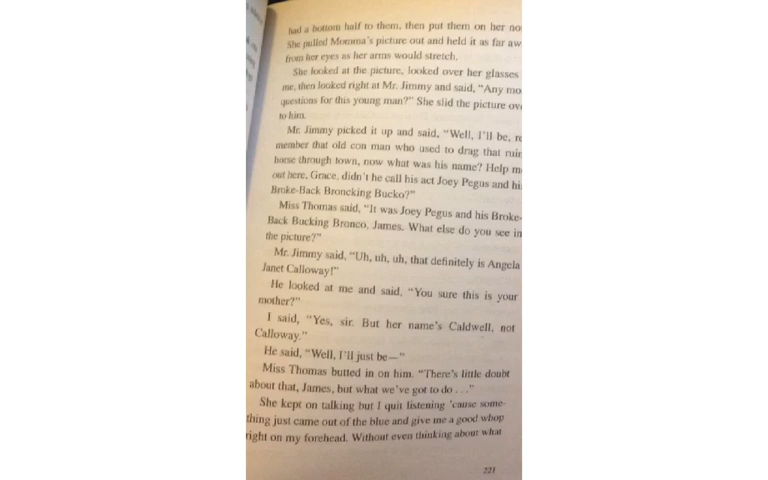 had a bottom half to them, then put them on her no
She pulled Momma's picture out and held it as far aw
from her eyes as her arms would stretch.
She looked at the picture, looked over her glasses
me, then looked right at Mr. Jimmy and said, "Any mo
questions for this young man?" She slid the picture ov
to him.
Mr. Jimmy picked it up and said, "Well, I'll be, re
member that old con man who used to drag that ruin
horse through town, now what was his name? Help m
out here, Grace, didn't he call his act Joey Pegus and hi
Broke-Back Broncking Bucko?"
Miss Thomas said, "It was Joey Pegus and his Broke-
Back Bucking Bronco, James. What else do you see in
the picture?"
Mr. Jimmy said, "Uh, uh, uh, that definitely is Angela
Janet Calloway!"
He looked at me and said, "You sure this is your
mother?"
I said, "Yes, sir. But her name's Caldwell, not
Calloway."
He said, "Well, I'll just be—"
Miss Thomas butted in on him. "There's little doubt
about that, James, but what we've got to do . . ."
She kept on talking but I quit listening 'cause some-
thing just came out of the blue and give me a good whop
right on my forehead. Without even thinking about what
221